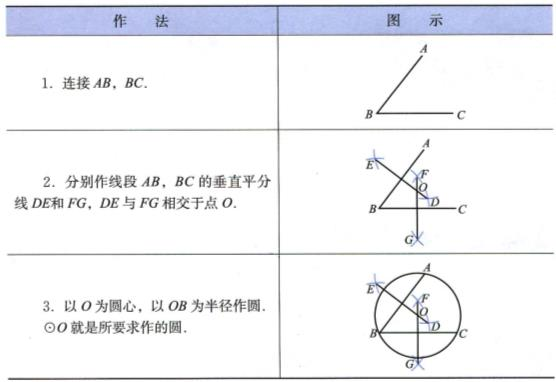 作 法
图 示
1. 连接 AB，BC.
A
B
C
2. 分别作线段 AB，BC 的垂直平分
线 DE和 FG，DE 与 FG 相交于点 O.
A
E
F
O
D
B
C
G
3. 以 O 为圆心，以 OB 为半径作圆.
⊙O 就是所要求作的圆.
A
E
F
O
D
B
C
G